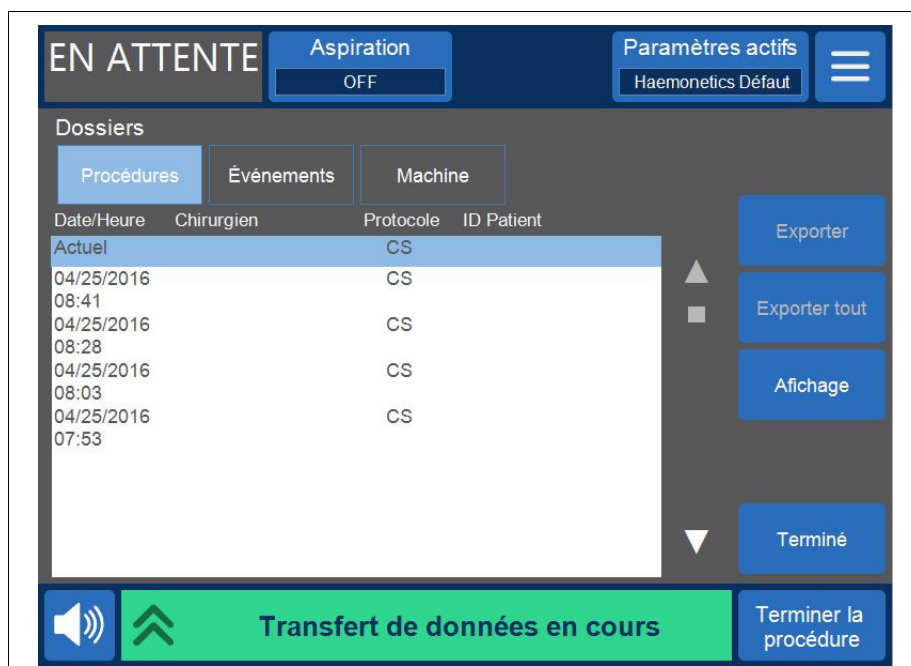 EN ATTENTE
Aspiration
OFF
Paramètres actifs
Haemonetics Défaut
Dossiers
Procédures Événements Machine
Date/Heure Chirurgien Protocole ID Patient
Actuel CS
04/25/2016 CS
08:41
04/25/2016 CS
08:28
04/25/2016 CS
08:03
04/25/2016 CS
07:53
Exporter
Exporter tout
Afichage
Terminé
Transfert de données en cours
Terminer la
procédure